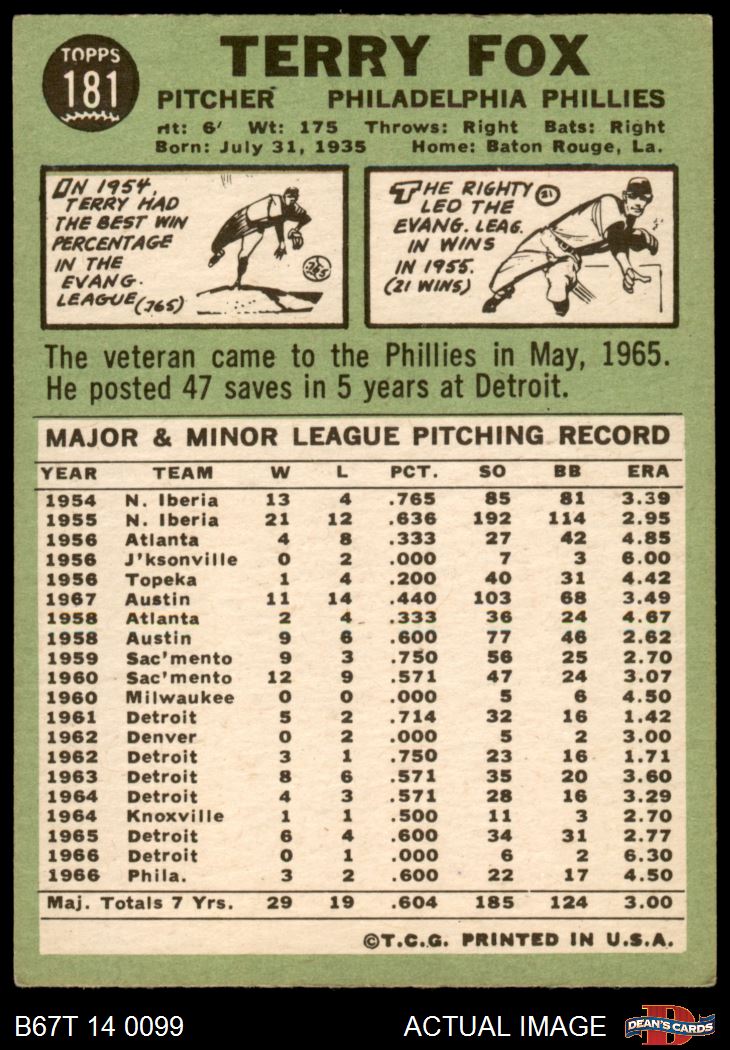 TOPPS
181
TERRY FOX
PITCHER PHILADELPHIA PHILLIES
Ht: 6' Wt: 175 Throws: Right Bats: Right
Born: July 31, 1935 Home: Baton Rouge, La.
IN 1954,
TERRY HAD
THE BEST WIN
PERCENTAGE
IN THE
EVANG.
LEAGUE (.765)
.765
THE RIGHTY
LED THE
EVANG. LEAG.
IN WINS
IN 1955.
(21 WINS)
21
The veteran came to the Phillies in May, 1965.
He posted 47 saves in 5 years at Detroit.
MAJOR & MINOR LEAGUE PITCHING RECORD
YEAR TEAM W L PCT. SO BB ERA
1954 N. Iberia 13 4 .765 85 81 3.39
1955 N. Iberia 21 12 .636 192 114 2.95
1956 Atlanta 4 8 .333 27 42 4.85
1956 J'ksonville 0 2 .000 7 3 6.00
1956 Topeka 1 4 .200 40 31 4.42
1967 Austin 11 14 .440 103 68 3.49
1958 Atlanta 2 4 .333 36 24 4.67
1958 Austin 9 6 .600 77 46 2.62
1959 Sac'mento 9 3 .750 56 25 2.70
1960 Sac'mento 12 9 .571 47 24 3.07
1960 Milwaukee 0 0 .000 5 6 4.50
1961 Detroit 5 2 .714 32 16 1.42
1962 Denver 0 2 .000 5 2 3.00
1962 Detroit 3 1 .750 23 16 1.71
1963 Detroit 8 6 .571 35 20 3.60
1964 Detroit 4 3 .571 28 16 3.29
1964 Knoxville 1 1 .500 11 3 2.70
1965 Detroit 6 4 .600 34 31 2.77
1966 Detroit 0 1 .000 6 2 6.30
1966 Phila. 3 2 .600 22 17 4.50
Maj. Totals 7 Yrs. 29 19 .604 185 124 3.00
©T.C.G. PRINTED IN U.S.A.
B67T 14 0099 ACTUAL IMAGE
D
DEAN'S CARDS